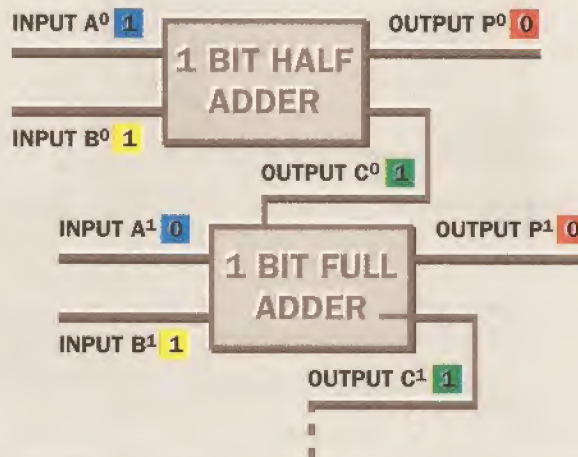 INPUT A⁰ 1
OUTPUT P⁰ 0
1 BIT HALF
ADDER
INPUT B⁰ 1
OUTPUT C⁰ 1
INPUT A¹ 0
OUTPUT P¹ 0
1 BIT FULL
ADDER
INPUT B¹ 1
OUTPUT C¹ 1